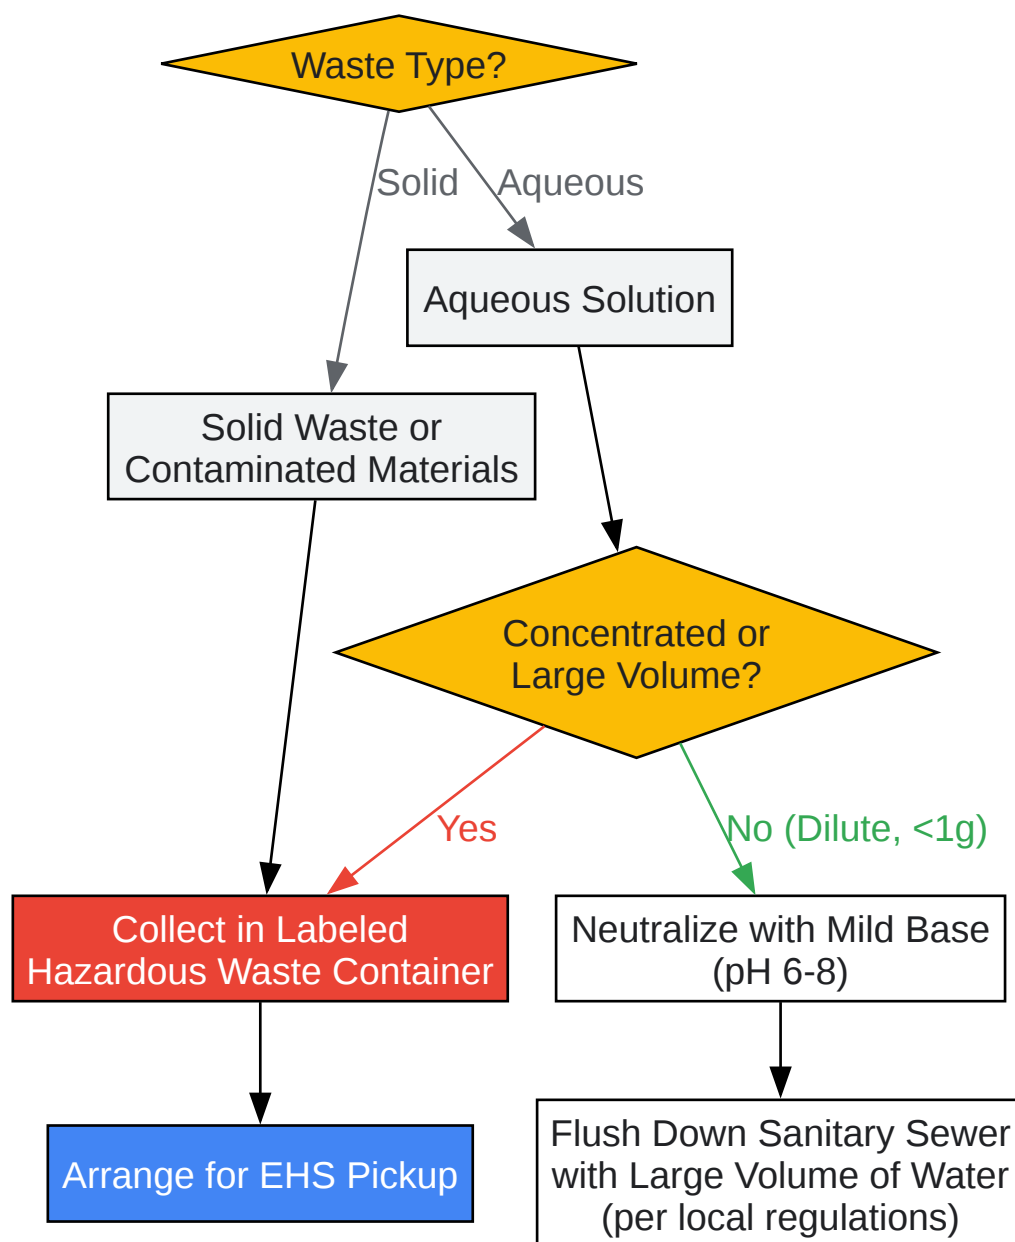 Waste Type?
Solid
Aqueous
Aqueous Solution
Solid Waste or
Contaminated Materials
Concentrated or
Large Volume?
Yes
No (Dilute, <1g)
Collect in Labeled
Hazardous Waste Container
Neutralize with Mild Base
(pH 6-8)
Arrange for EHS Pickup
Flush Down Sanitary Sewer
with Large Volume of Water
(per local regulations)